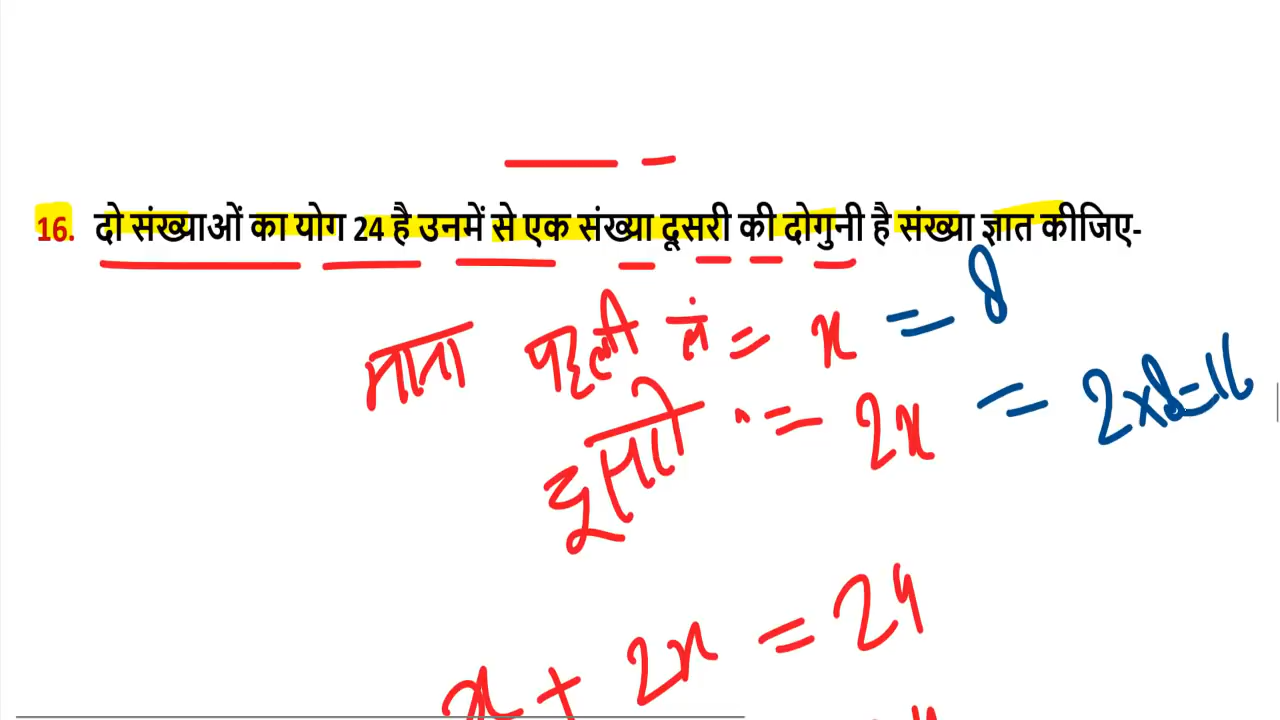 16. दो संख्याओं का योग 24 है उनमें से एक संख्या दूसरी की दोगुनी है संख्या ज्ञात कीजिए-
माना पहली सं = x = 8
दूसरी " = 2x = 2×8=16
x + 2x = 24